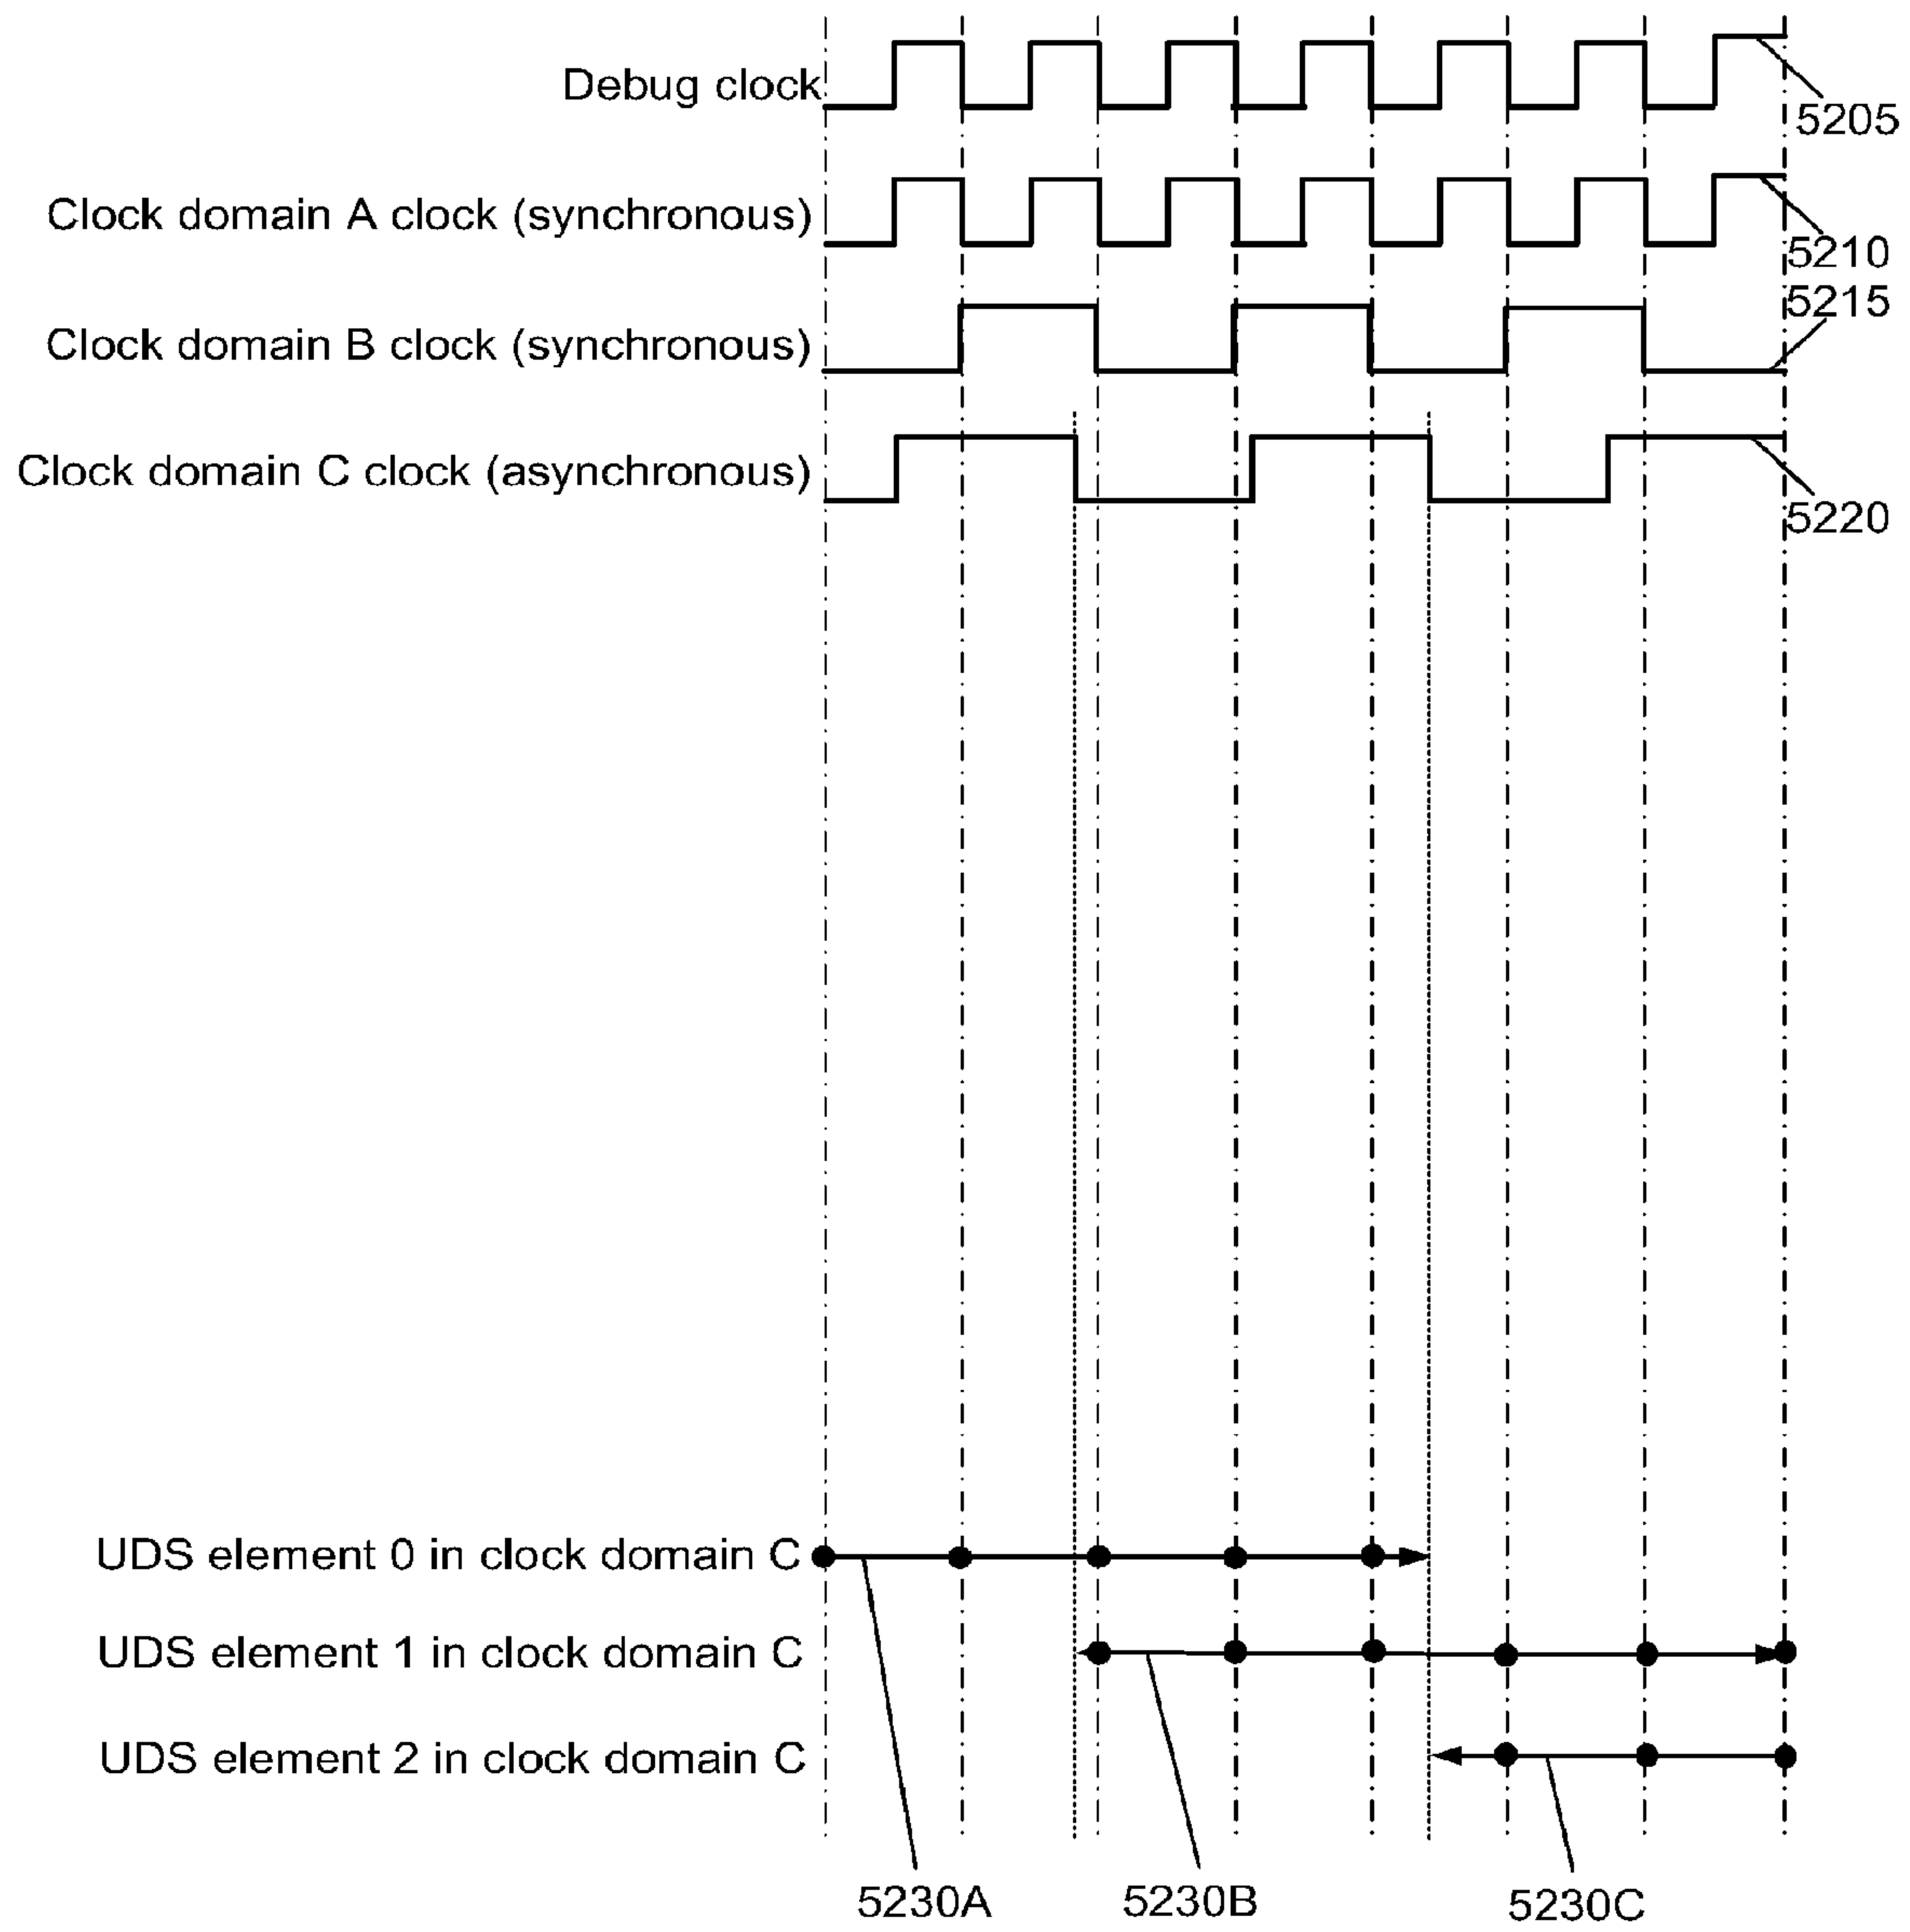 Debug clock
5205
Clock domain A clock (synchronous)
5210
5215
Clock domain B clock (synchronous)
Clock domain C clock (asynchronous)
5220
UDS element 0 in clock domain C
UDS element 1 in clock domain C
UDS element 2 in clock domain C
5230A
5230B
5230C